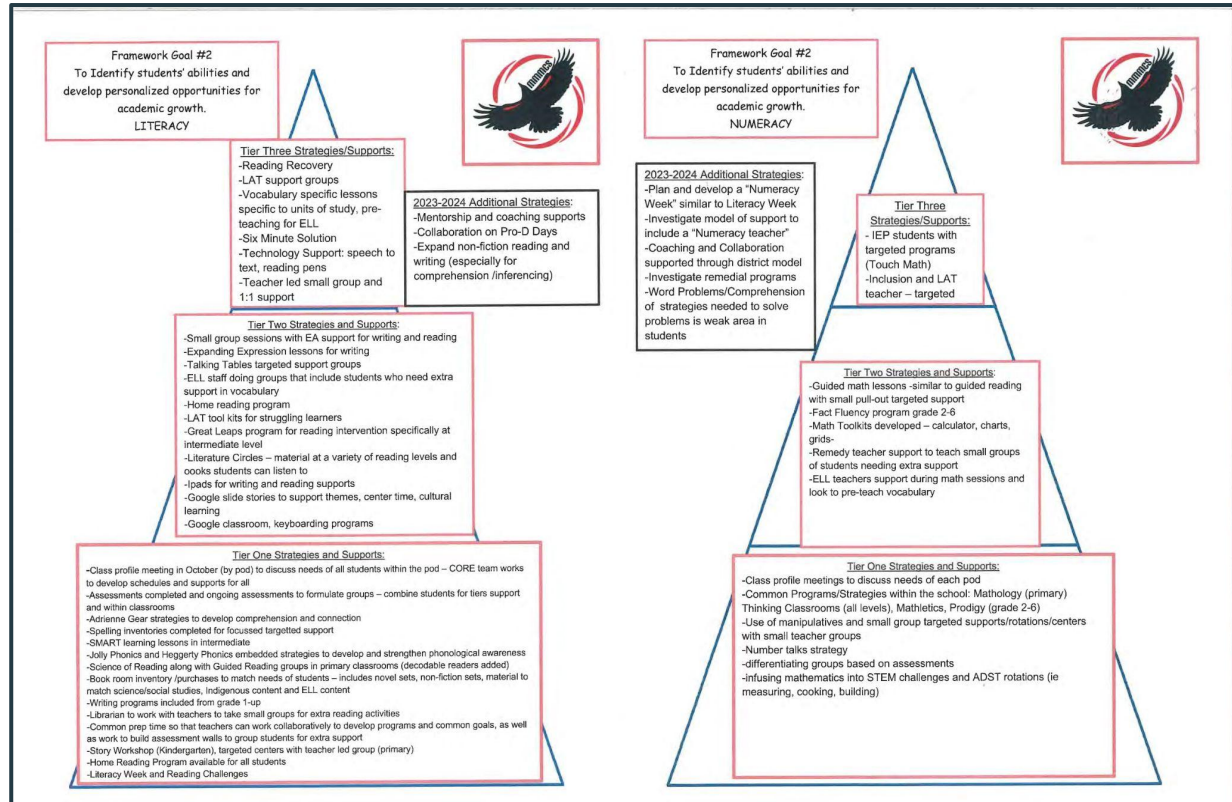 Framework Goal #2
To Identify students' abilities and
develop personalized opportunities for
academic growth.
LITERACY
MMMCS
Tier Three Strategies/Supports:
-Reading Recovery
-LAT support groups
-Vocabulary specific lessons
specific to units of study, pre-
teaching for ELL
-Six Minute Solution
-Technology Support: speech to
text, reading pens
-Teacher led small group and
1:1 support
2023-2024 Additional Strategies:
-Mentorship and coaching supports
-Collaboration on Pro-D Days
-Expand non-fiction reading and
writing (especially for
comprehension /inferencing)
Tier Two Strategies and Supports:
-Small group sessions with EA support for writing and reading
-Expanding Expression lessons for writing
-Talking Tables targeted support groups
-ELL staff doing groups that include students who need extra
support in vocabulary
-Home reading program
-LAT tool kits for struggling learners
-Great Leaps program for reading intervention specifically at
intermediate level
-Literature Circles – material at a variety of reading levels and
oooks students can listen to
-Ipads for writing and reading supports
-Google slide stories to support themes, center time, cultural
learning
-Google classroom, keyboarding programs
Tier One Strategies and Supports:
-Class profile meeting in October (by pod) to discuss needs of all students within the pod – CORE team works
to develop schedules and supports for all
-Assessments completed and ongoing assessments to formulate groups – combine students for tiers support
and within classrooms
-Adrienne Gear strategies to develop comprehension and connection
-Spelling inventories completed for focussed targetted support
-SMART learning lessons in intermediate
-Jolly Phonics and Heggerty Phonics embedded strategies to develop and strengthen phonological awareness
-Science of Reading along with Guided Reading groups in primary classrooms (decodable readers added)
-Book room inventory /purchases to match needs of students – includes novel sets, non-fiction sets, material to
match science/social studies, Indigenous content and ELL content
-Writing programs included from grade 1-up
-Librarian to work with teachers to take small groups for extra reading activities
-Common prep time so that teachers can work collaboratively to develop programs and common goals, as well
as work to build assessment walls to group students for extra support
-Story Workshop (Kindergarten), targeted centers with teacher led group (primary)
-Home Reading Program available for all students
-Literacy Week and Reading Challenges
Framework Goal #2
To Identify students' abilities and
develop personalized opportunities for
academic growth.
NUMERACY
MMMCS
2023-2024 Additional Strategies:
-Plan and develop a "Numeracy
Week" similar to Literacy Week
-Investigate model of support to
include a "Numeracy teacher"
-Coaching and Collaboration
supported through district model
-Investigate remedial programs
-Word Problems/Comprehension
of strategies needed to solve
problems is weak area in
students
Tier Three
Strategies/Supports:
- IEP students with
targeted programs
(Touch Math)
-Inclusion and LAT
teacher – targeted
Tier Two Strategies and Supports:
-Guided math lessons -similar to guided reading
with small pull-out targeted support
-Fact Fluency program grade 2-6
-Math Toolkits developed – calculator, charts,
grids-
-Remedy teacher support to teach small groups
of students needing extra support
-ELL teachers support during math sessions and
look to pre-teach vocabulary
Tier One Strategies and Supports:
-Class profile meetings to discuss needs of each pod
-Common Programs/Strategies within the school: Mathology (primary)
Thinking Classrooms (all levels), Mathletics, Prodigy (grade 2-6)
-Use of manipulatives and small group targeted supports/rotations/centers
with small teacher groups
-Number talks strategy
-differentiating groups based on assessments
-infusing mathematics into STEM challenges and ADST rotations (ie
measuring, cooking, building)